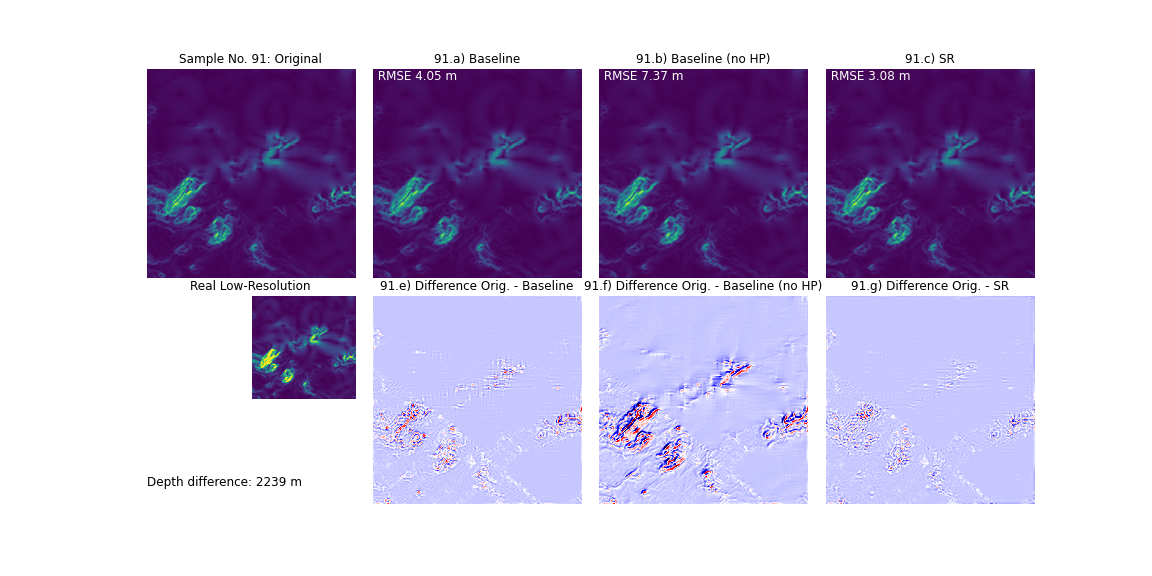 Sample No. 91: Original
91.a) Baseline
91.b) Baseline (no HP)
91.c) SR
RMSE 4.05 m
RMSE 7.37 m
RMSE 3.08 m
Real Low-Resolution
91.e) Difference Orig. - Baseline
91.f) Difference Orig. - Baseline (no HP)
91.g) Difference Orig. - SR
Depth difference: 2239 m